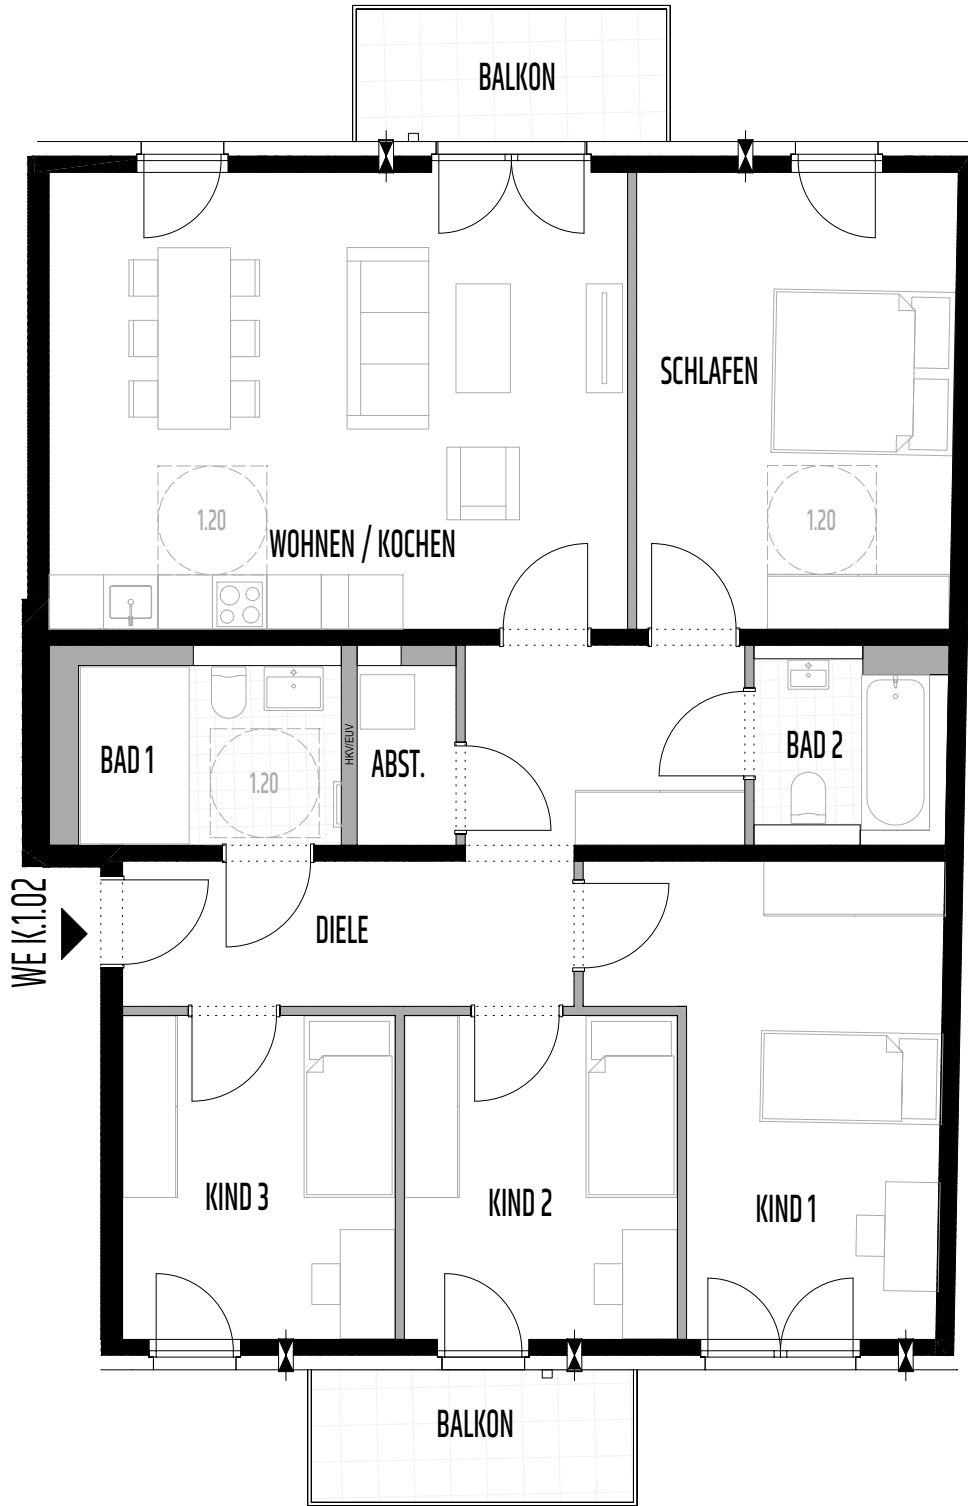 BALKON
SCHLAFEN
1.20
1.20
WOHNEN / KOCHEN
BAD 1
HKV/EUV
ABST.
BAD 2
1.20
WE K.1.02
DIELE
KIND 3
KIND 2
KIND 1
BALKON